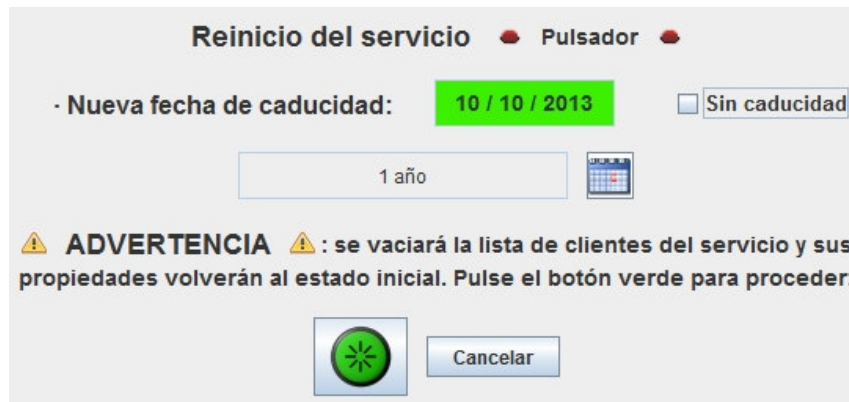 Reinicio del servicio Pulsador
· Nueva fecha de caducidad: 10 / 10 / 2013 Sin caducidad
1 año
ADVERTENCIA : se vaciará la lista de clientes del servicio y sus
propiedades volverán al estado inicial. Pulse el botón verde para proceder:
Cancelar